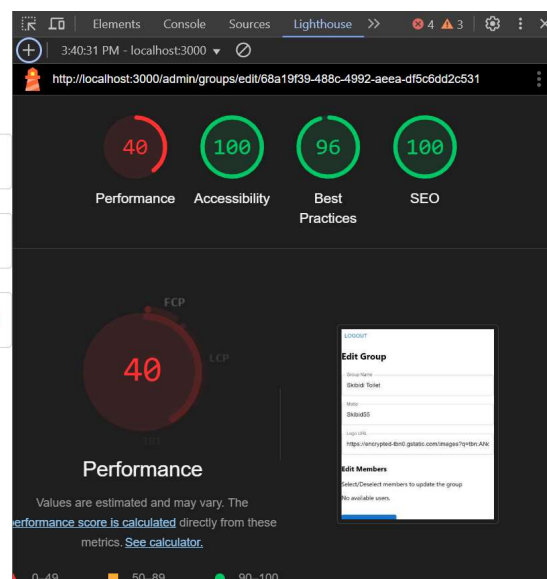 Elements Console Sources Lighthouse >> 4 3
3:40:31 PM - localhost:3000
http://localhost:3000/admin/groups/edit/68a19f39-488c-4992-aeea-df5c6dd2c531
40 100 96 100
Performance Accessibility Best Practices SEO
FCP
LCP
40
LOGOUT
Edit Group
Group Name
Skibidi Toilet
Motto
Skibidi55
Logo URL
https://encrypted-tbn0.gstatic.com/images?q=tbn:ANd
Edit Members
Select/Deselect members to update the group
No available users.
Performance
Values are estimated and may vary. The
performance score is calculated directly from these
metrics. See calculator.
0–49 50–89 90–100